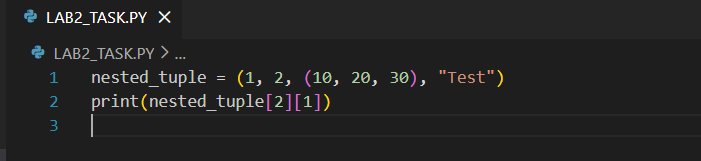 LAB2_TASK.PY ×
LAB2_TASK.PY > ...
1 nested_tuple = (1, 2, (10, 20, 30), "Test")
2 print(nested_tuple[2][1])
3